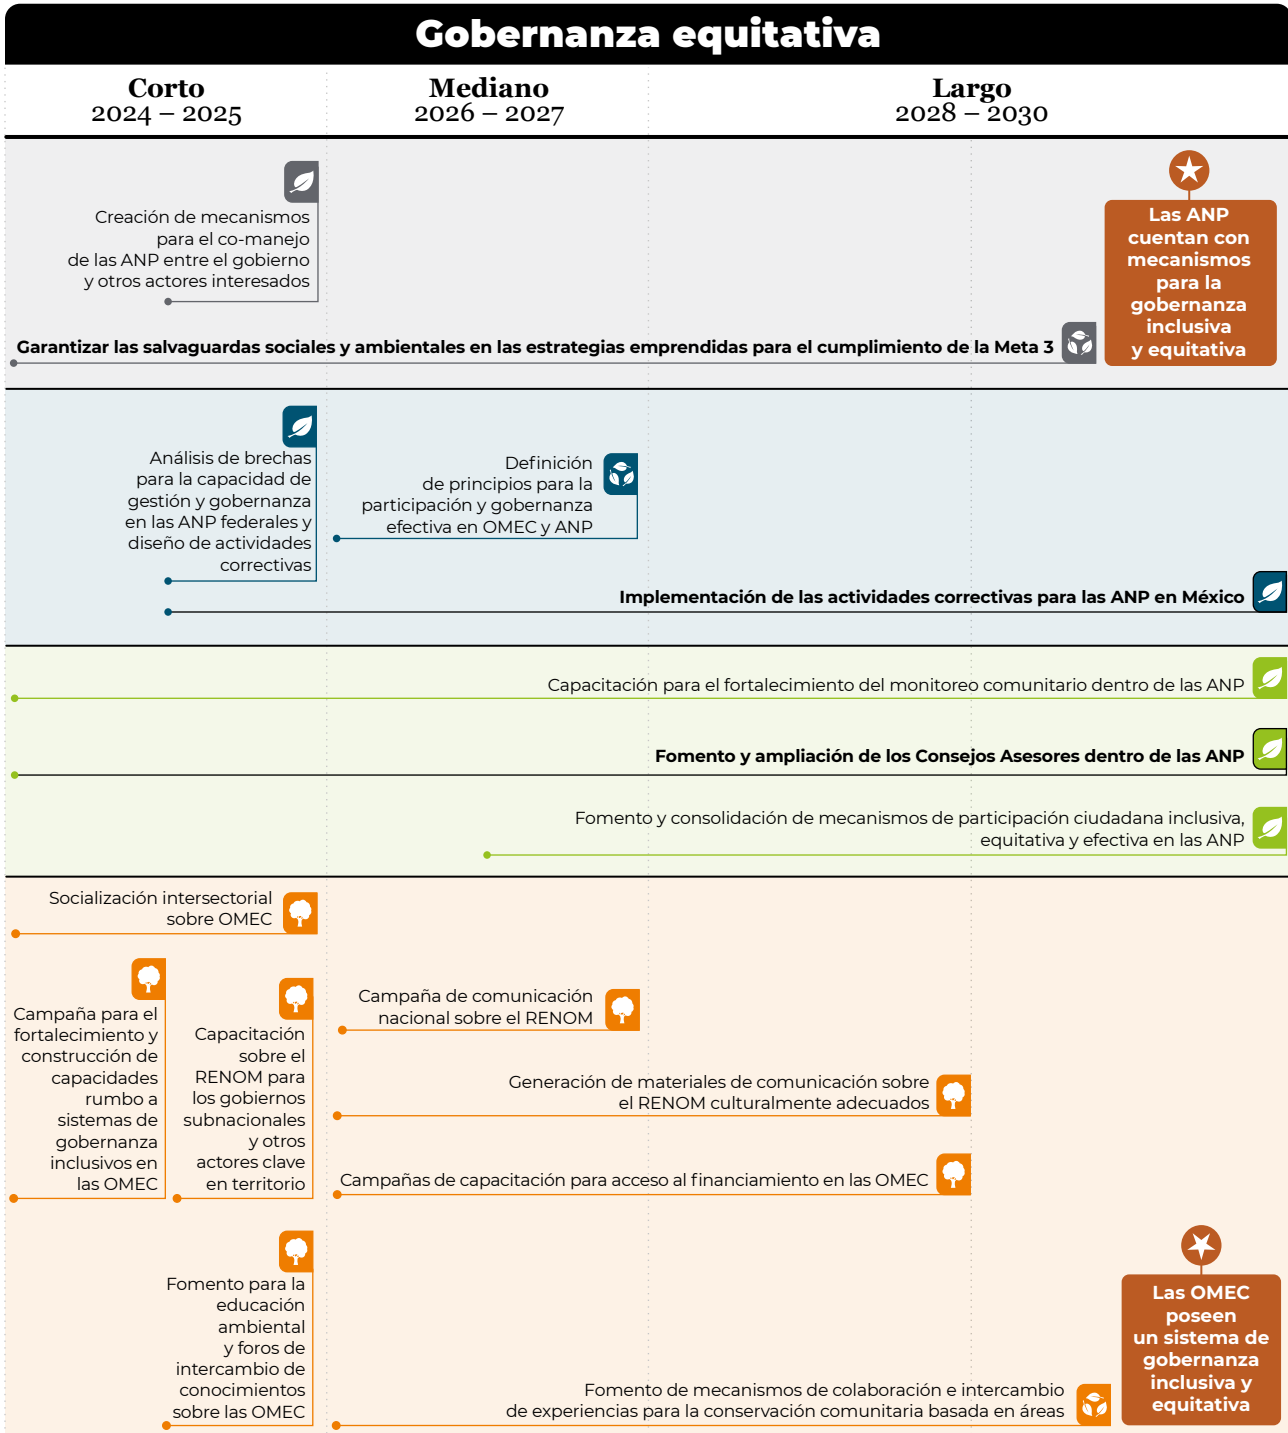 Gobernanza equitativa
Corto
2024 – 2025
Mediano
2026 – 2027
Largo
2028 – 2030
Creación de mecanismos
para el co-manejo
de las ANP entre el gobierno
y otros actores interesados
Las ANP
cuentan con
mecanismos
para la
gobernanza
inclusiva
y equitativa
Garantizar las salvaguardas sociales y ambientales en las estrategias emprendidas para el cumplimiento de la Meta 3
Análisis de brechas
para la capacidad de
gestión y gobernanza
en las ANP federales y
diseño de actividades
correctivas
Definición
de principios para la
participación y gobernanza
efectiva en OMEC y ANP
Implementación de las actividades correctivas para las ANP en México
Capacitación para el fortalecimiento del monitoreo comunitario dentro de las ANP
Fomento y ampliación de los Consejos Asesores dentro de las ANP
Fomento y consolidación de mecanismos de participación ciudadana inclusiva,
equitativa y efectiva en las ANP
Socialización intersectorial
sobre OMEC
Campaña para el
fortalecimiento y
construcción de
capacidades
rumbo a
sistemas de
gobernanza
inclusivos en
las OMEC
Capacitación
sobre el
RENOM para
los gobiernos
subnacionales
y otros
actores clave
en territorio
Campaña de comunicación
nacional sobre el RENOM
Generación de materiales de comunicación sobre
el RENOM culturalmente adecuados
Campañas de capacitación para acceso al financiamiento en las OMEC
Fomento para la
educación
ambiental
y foros de
intercambio de
conocimientos
sobre las OMEC
Fomento de mecanismos de colaboración e intercambio
de experiencias para la conservación comunitaria basada en áreas
Las OMEC
poseen
un sistema de
gobernanza
inclusiva y
equitativa